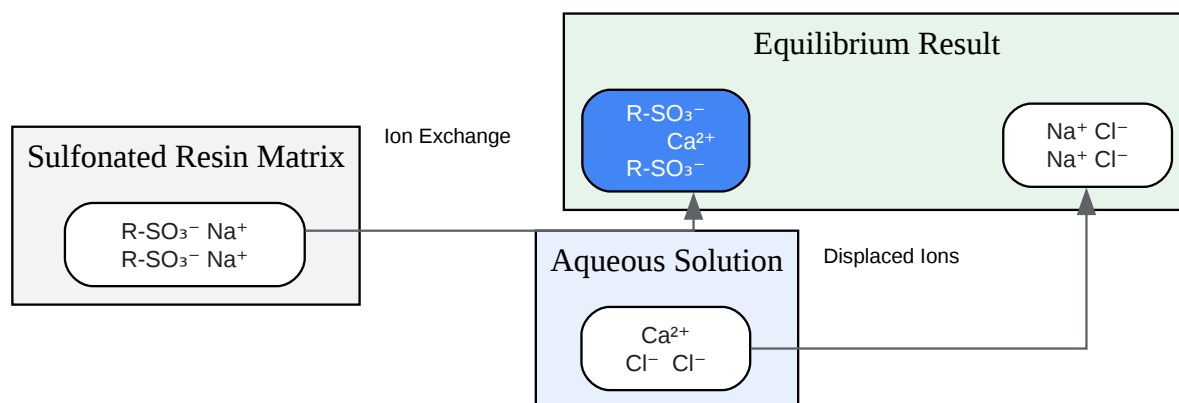 Equilibrium Result
R-SO₃⁻
Ca²⁺
R-SO₃⁻
Na⁺ Cl⁻
Na⁺ Cl⁻
Ion Exchange
Sulfonated Resin Matrix
R-SO₃⁻ Na⁺
R-SO₃⁻ Na⁺
Aqueous Solution
Ca²⁺
Cl⁻ Cl⁻
Displaced Ions